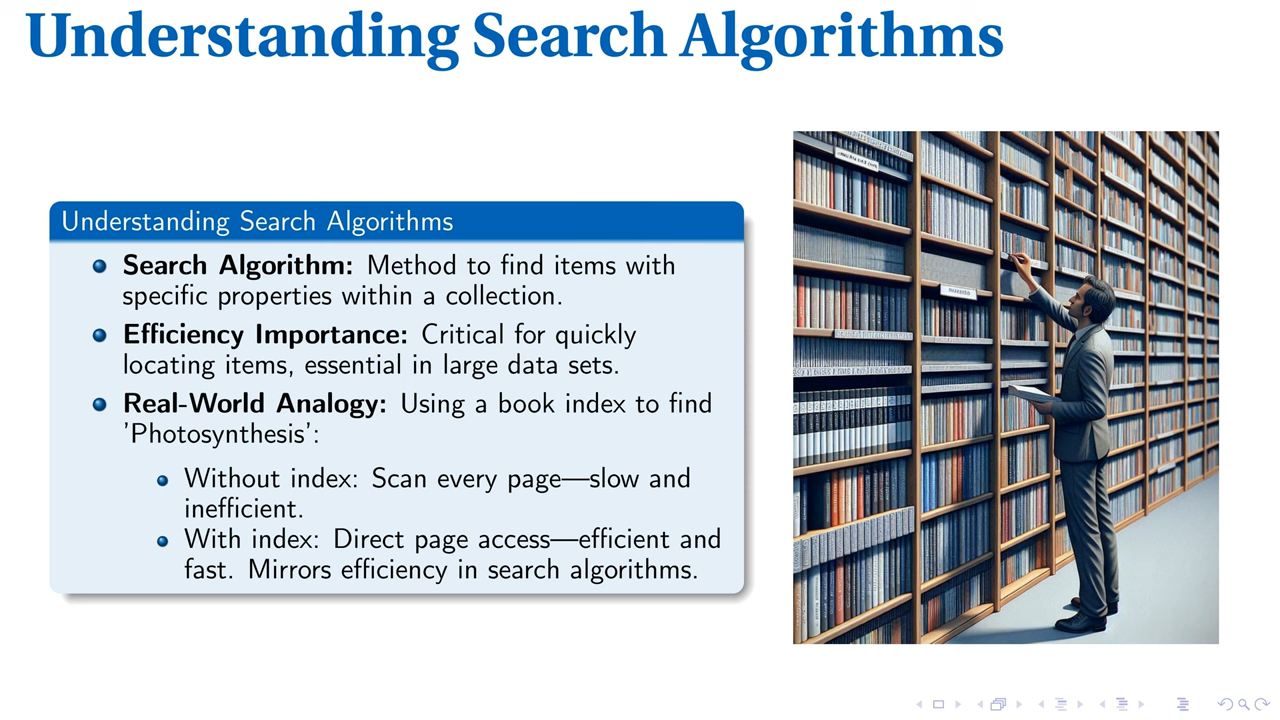 Understanding Search Algorithms
Understanding Search Algorithms
Search Algorithm: Method to find items with
specific properties within a collection.
Efficiency Importance: Critical for quickly
locating items, essential in large data sets.
Real-World Analogy: Using a book index to find
’Photosynthesis’:
Without index: Scan every page—slow and
inefficient.
With index: Direct page access—efficient and
fast. Mirrors efficiency in search algorithms.